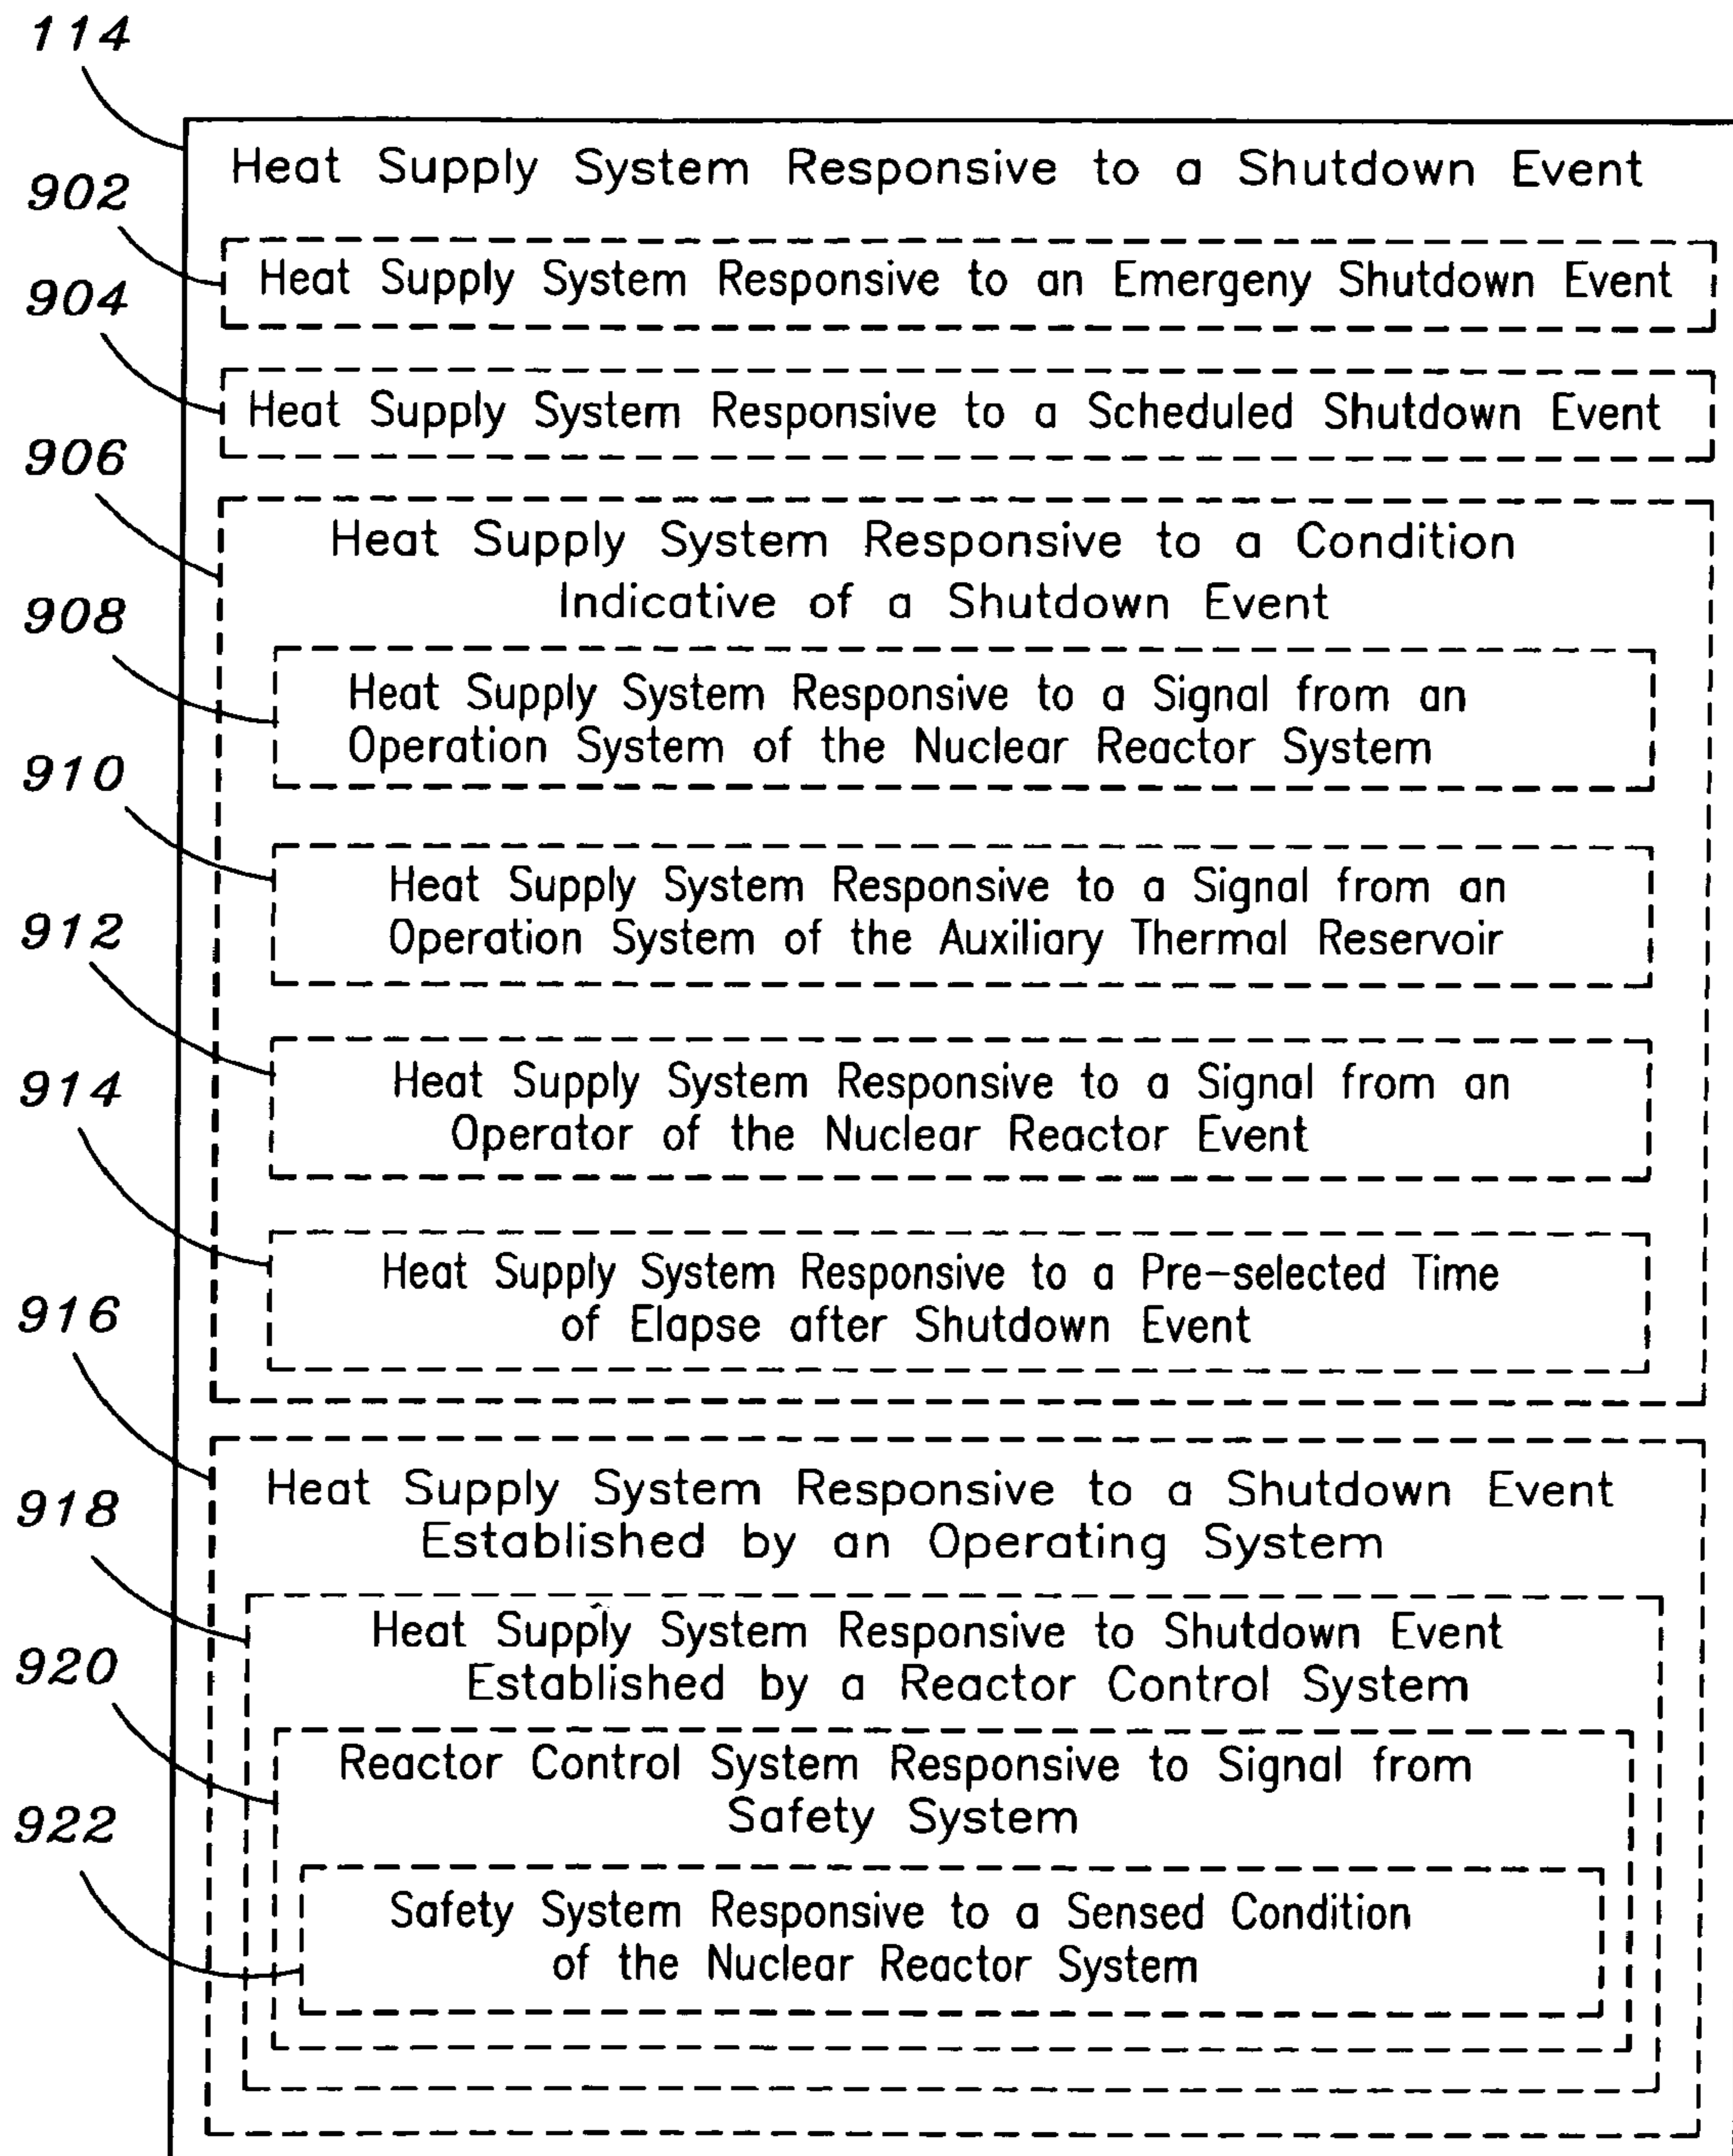 114
Heat Supply System Responsive to a Shutdown Event
902
Heat Supply System Responsive to an Emergeny Shutdown Event
904
Heat Supply System Responsive to a Scheduled Shutdown Event
906
Heat Supply System Responsive to a Condition
Indicative of a Shutdown Event
908
Heat Supply System Responsive to a Signal from an
Operation System of the Nuclear Reactor System
910
Heat Supply System Responsive to a Signal from an
Operation System of the Auxiliary Thermal Reservoir
912
Heat Supply System Responsive to a Signal from an
Operator of the Nuclear Reactor Event
914
Heat Supply System Responsive to a Pre-selected Time
of Elapse after Shutdown Event
916
Heat Supply System Responsive to a Shutdown Event
Established by an Operating System
918
Heat Supply System Responsive to Shutdown Event
Established by a Reactor Control System
920
Reactor Control System Responsive to Signal from
Safety System
922
Safety System Responsive to a Sensed Condition
of the Nuclear Reactor System